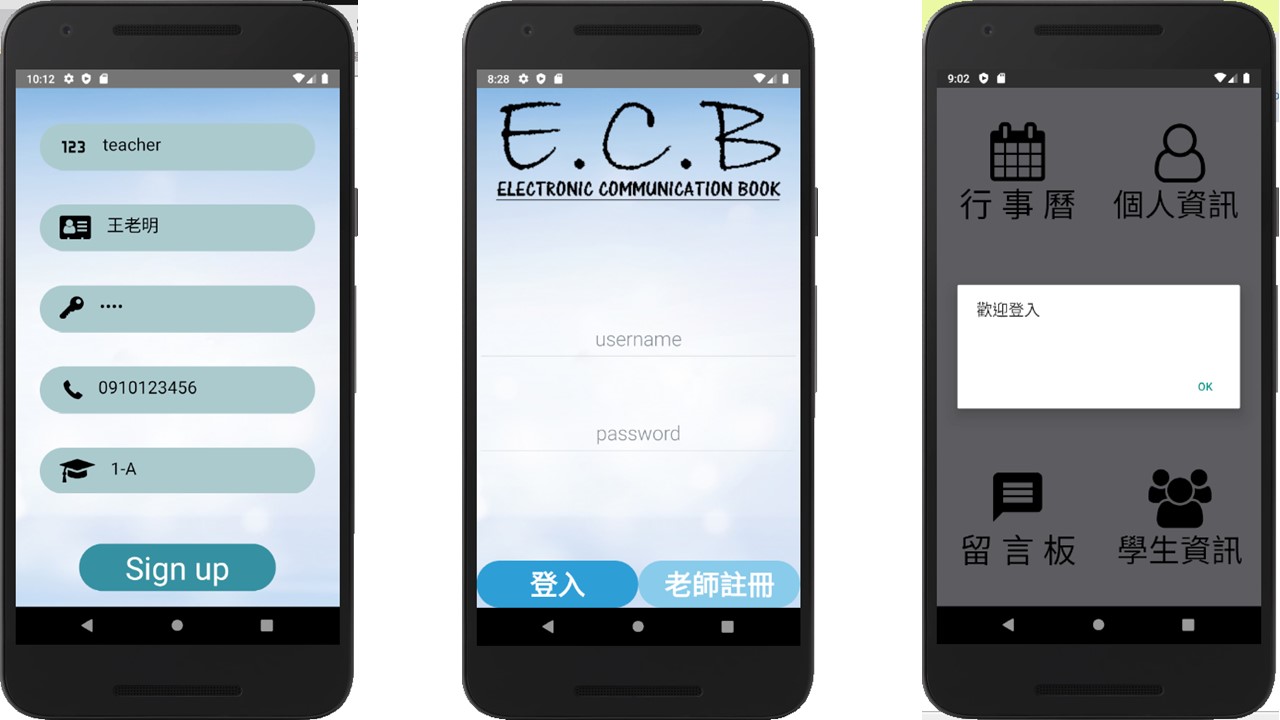 10:12
123 teacher
王老明
••••
0910123456
1-A
Sign up
8:28
E.C.B
ELECTRONIC COMMUNICATION BOOK
username
password
登入
老師註冊
9:02
行事曆
個人資訊
歡迎登入
OK
留言板
學生資訊